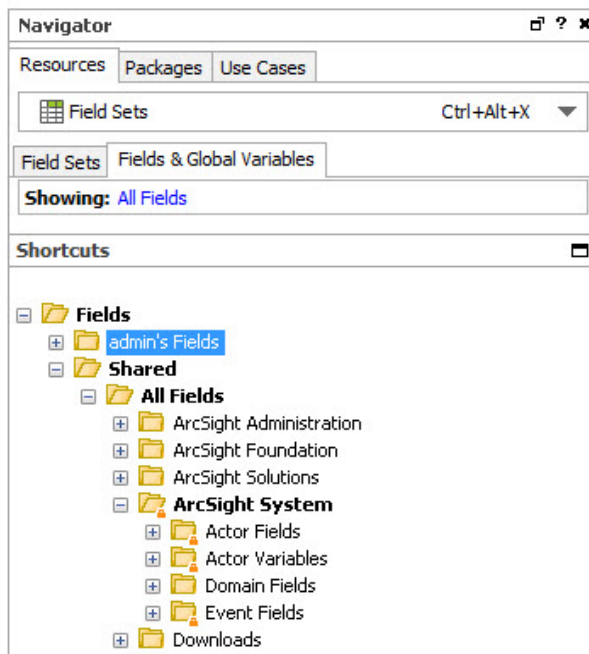 Navigator ?
Resources Packages Use Cases
Field Sets Ctrl+Alt+X
Field Sets Fields & Global Variables
Showing: All Fields
Shortcuts
Fields
admin's Fields
Shared
All Fields
ArcSight Administration
ArcSight Foundation
ArcSight Solutions
ArcSight System
Actor Fields
Actor Variables
Domain Fields
Event Fields
Downloads